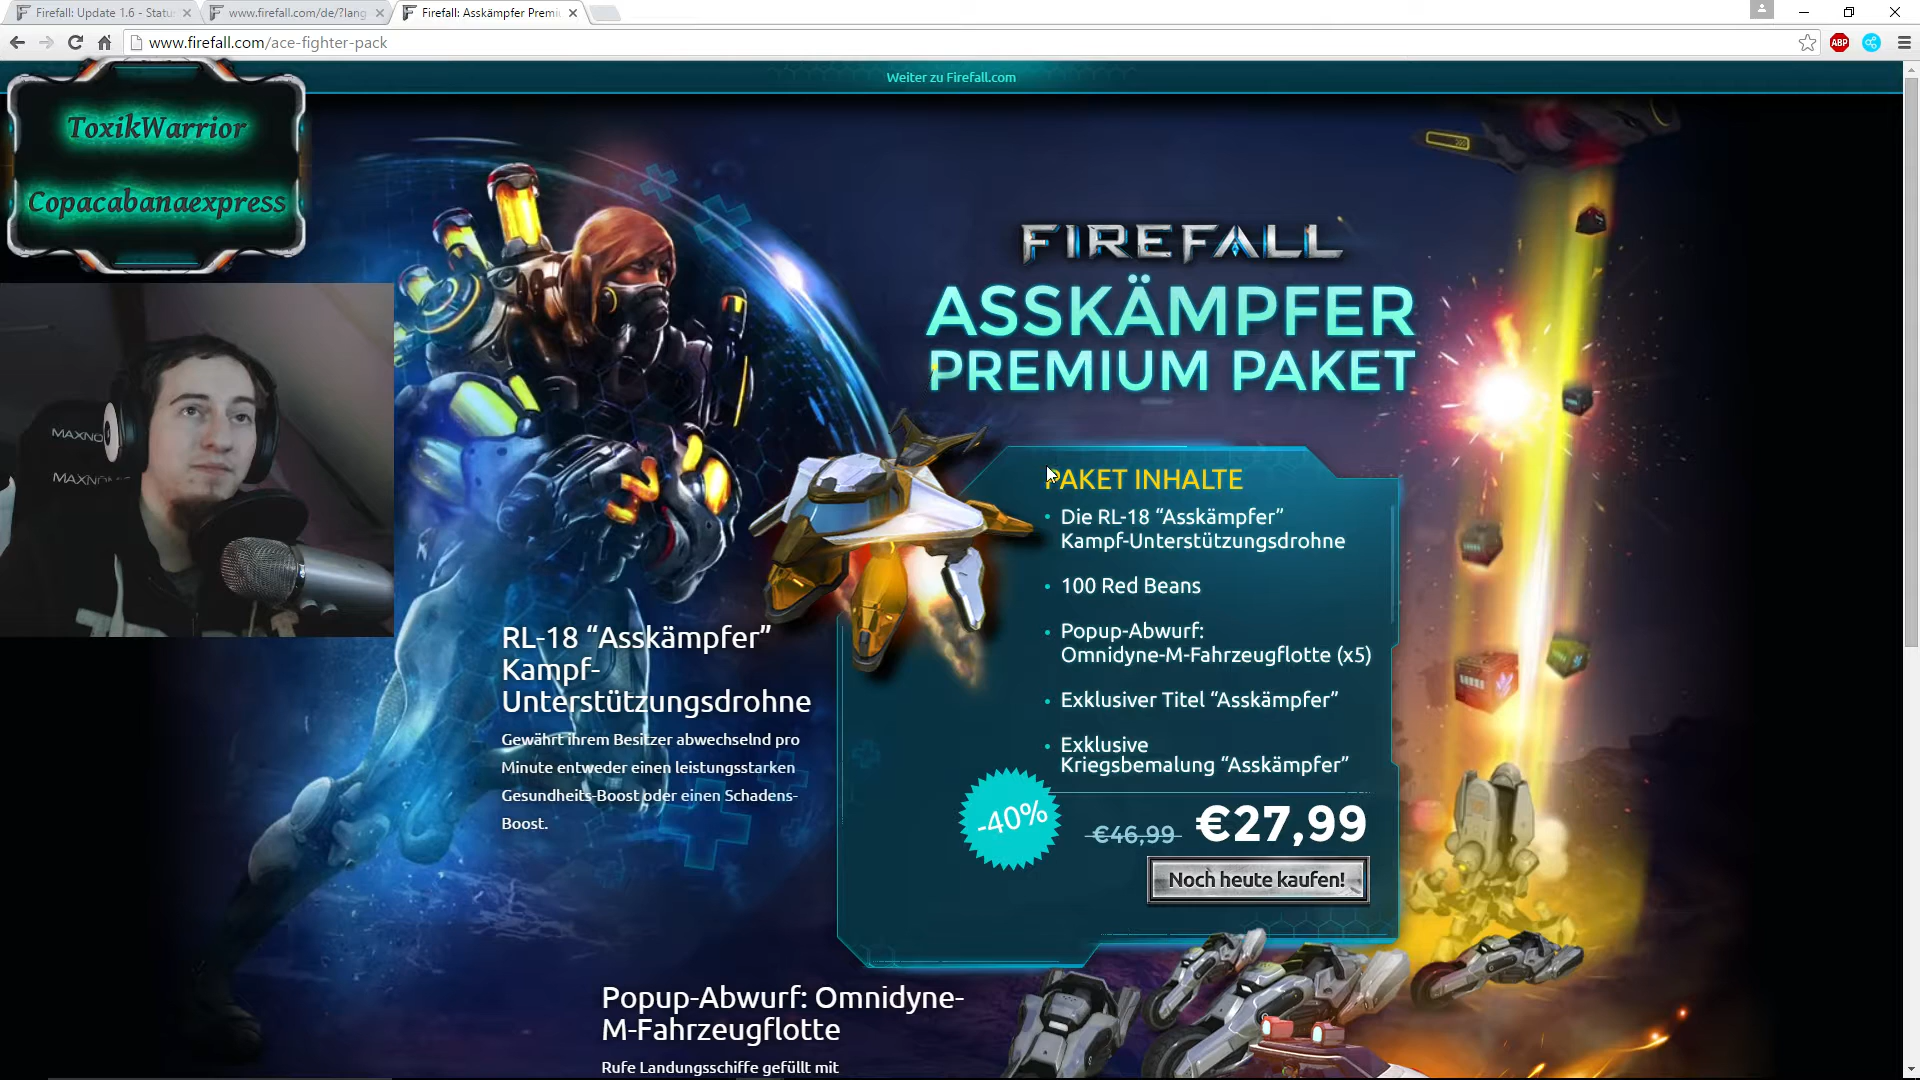 Firefall: Update 1.6 - Statu
www.firefall.com/de/?lang
Firefall: Asskämpfer Premi
www.firefall.com/ace-fighter-pack
ABP
Weiter zu Firefall.com
ToxikWarrior
Copacabanaexpress
FIREFALL
ASSKÄMPFER
PREMIUM PAKET
MAXNO
MAXN
PAKET INHALTE
• Die RL-18 “Asskämpfer”
Kampf-Unterstützungsdrohne
• 100 Red Beans
• Popup-Abwurf:
Omnidyne-M-Fahrzeugflotte (x5)
• Exklusiver Titel “Asskämpfer”
• Exklusive
Kriegsbemalung “Asskämpfer”
-40%
€46,99 €27,99
Noch heute kaufen!
RL-18 “Asskämpfer”
Kampf-
Unterstützungsdrohne
Gewährt ihrem Besitzer abwechselnd pro
Minute entweder einen leistungsstarken
Gesundheits-Boost oder einen Schadens-
Boost.
Popup-Abwurf: Omnidyne-
M-Fahrzeugflotte
Rufe Landungsschiffe gefüllt mit